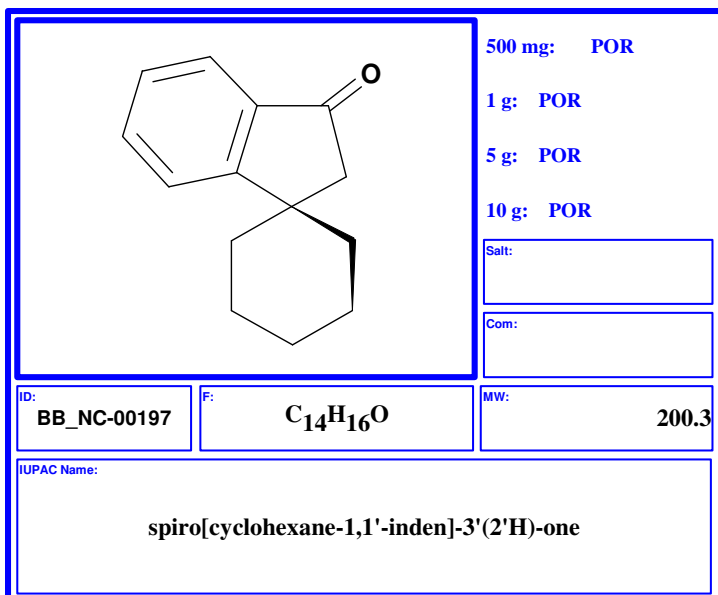 O
500 mg: POR
1 g: POR
5 g: POR
10 g: POR
Salt:
Com:
ID:
BB_NC-00197
F:
C14H16O
MW:
200.3
IUPAC Name:
spiro[cyclohexane-1,1'-inden]-3'(2'H)-one